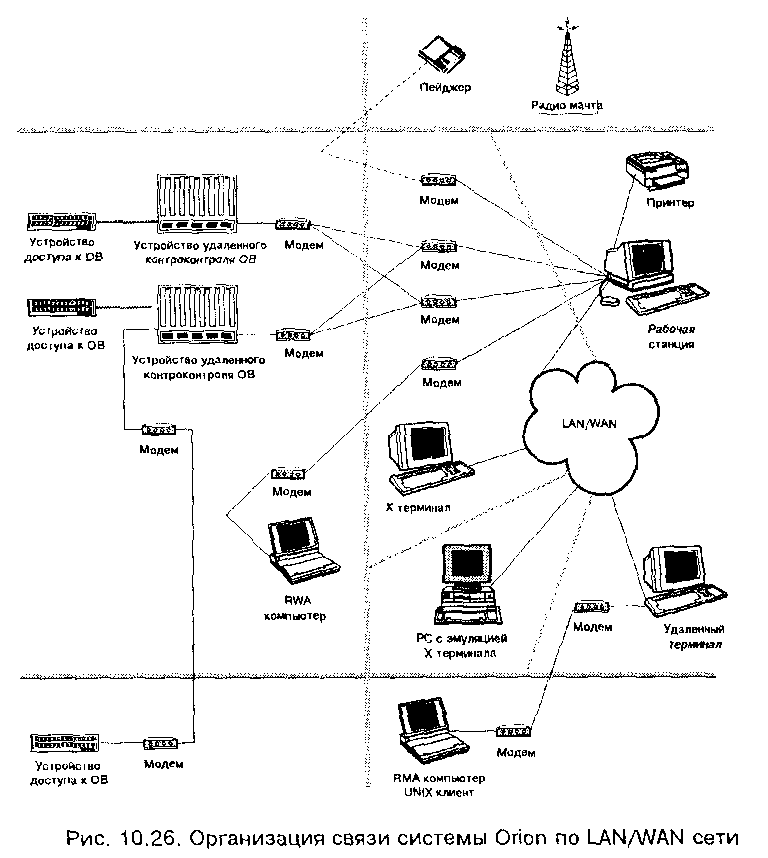 Пейджер
Радио мачта
Модем
Принтер
Устройство
доступа к ОВ
Устройство удаленного
контроконтроля ОВ
Модем
Модем
Рабочая
станция
Устройство
доступа к ОВ
Устройство удаленного
контроконтроля ОВ
Модем
Модем
Модем
LAN/WAN
Модем
Модем
X терминал
RWA
компьютер
PC с эмуляцией
X терминала
Модем
Удаленный
терминал
Устройство
доступа к ОВ
Модем
RMA компьютер
UNIX клиент
Модем
Рис. 10.26. Организация связи системы Orion по LAN/WAN сети